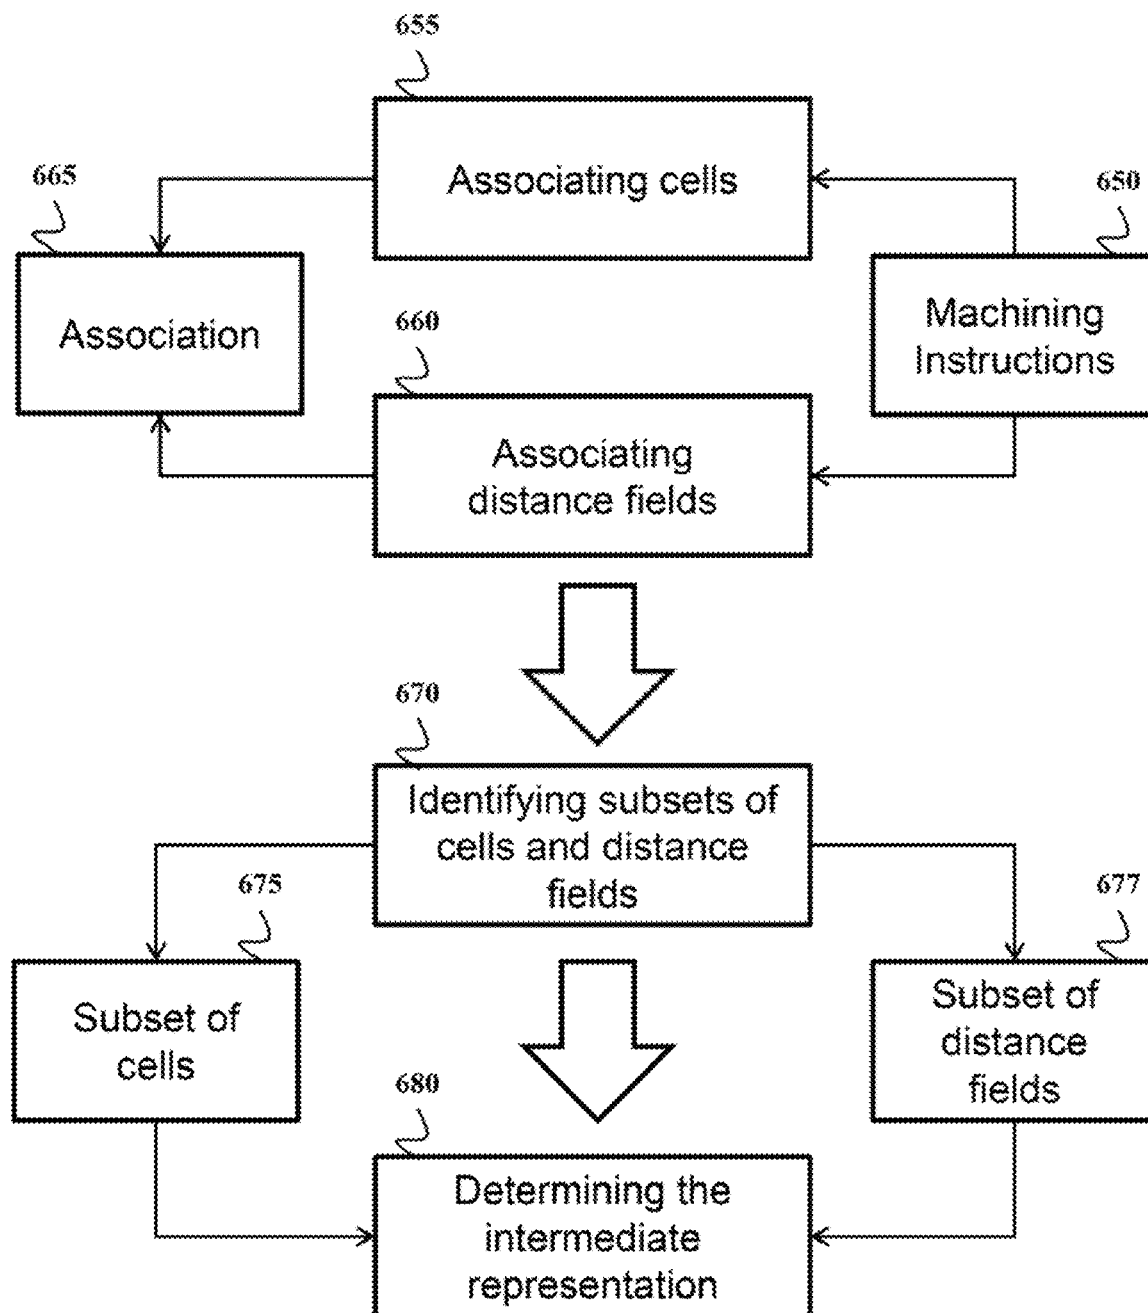 655
Associating cells
665
Association
650
Machining
Instructions
660
Associating
distance fields
670
Identifying subsets of
cells and distance
fields
675
Subset of
cells
677
Subset of
distance
fields
680
Determining the
intermediate
representation